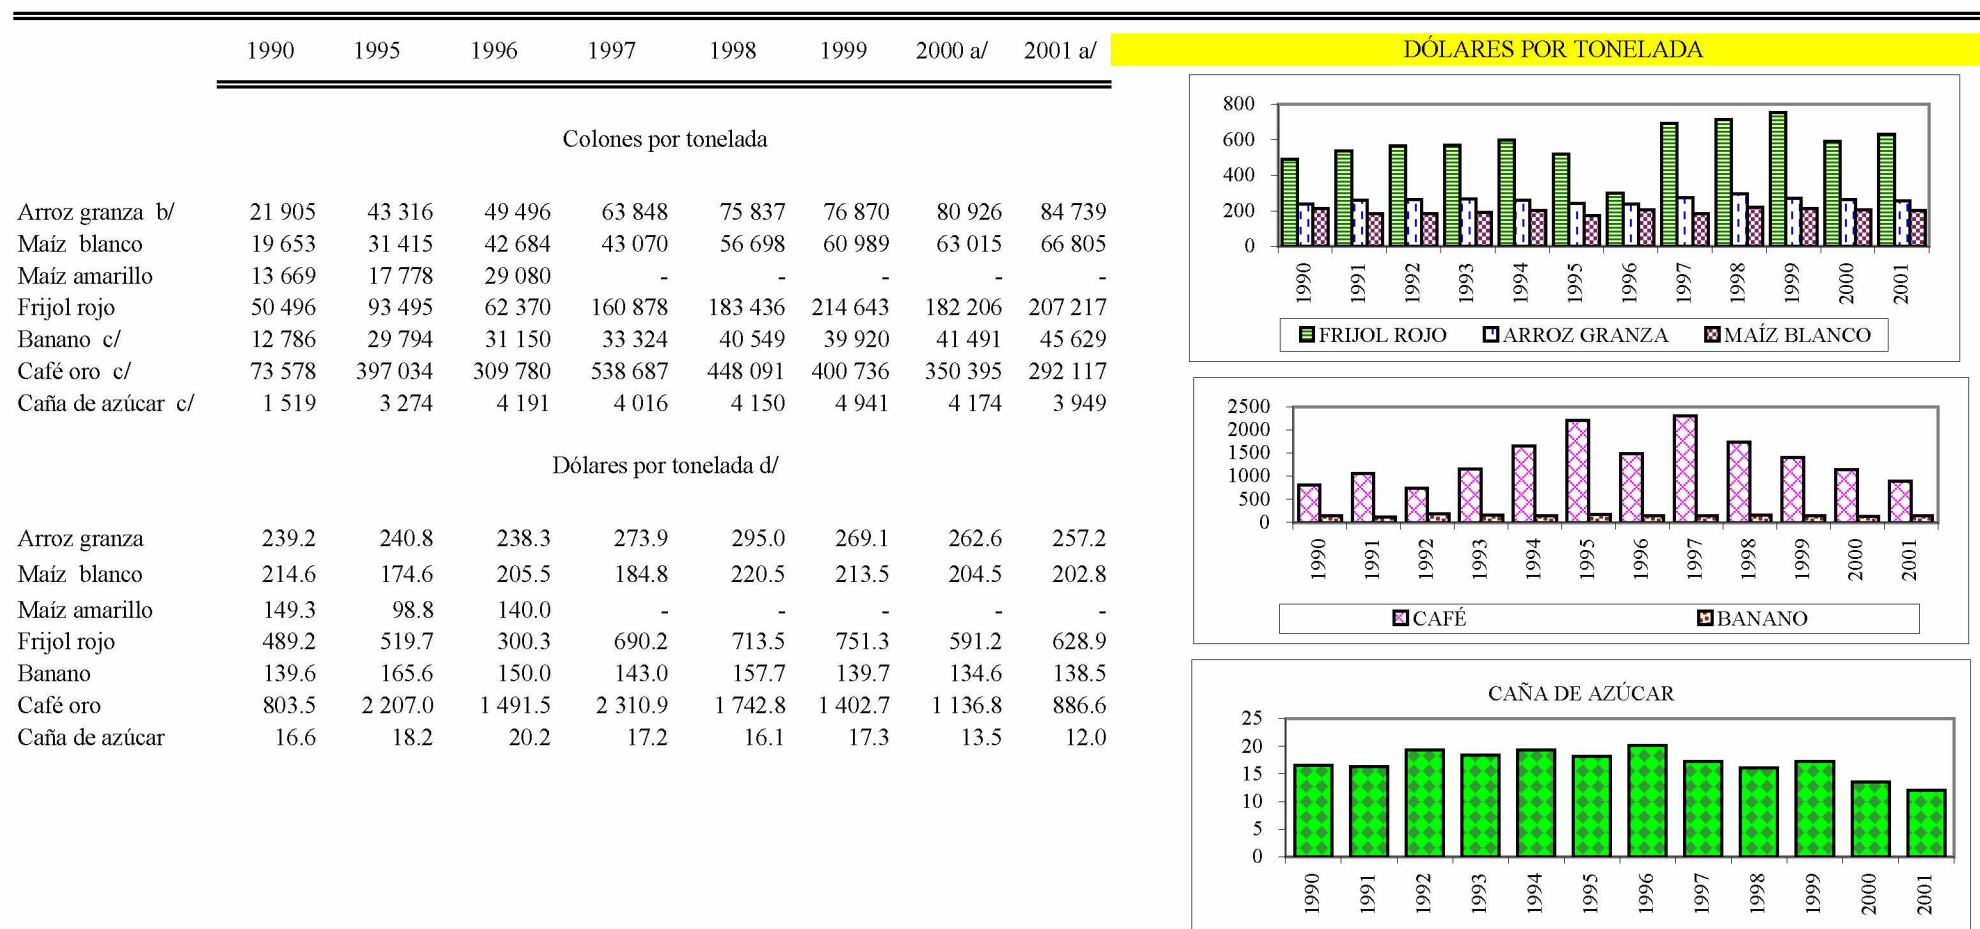 1990 1995 1996 1997 1998 1999 2000 a/ 2001 a/
Colones por tonelada
Arroz granza b/ 21 905 43 316 49 496 63 848 75 837 76 870 80 926 84 739
Maíz blanco 19 653 31 415 42 684 43 070 56 698 60 989 63 015 66 805
Maíz amarillo 13 669 17 778 29 080 - - - - -
Frijol rojo 50 496 93 495 62 370 160 878 183 436 214 643 182 206 207 217
Banano c/ 12 786 29 794 31 150 33 324 40 549 39 920 41 491 45 629
Café oro c/ 73 578 397 034 309 780 538 687 448 091 400 736 350 395 292 117
Caña de azúcar c/ 1 519 3 274 4 191 4 016 4 150 4 941 4 174 3 949
Dólares por tonelada d/
Arroz granza 239.2 240.8 238.3 273.9 295.0 269.1 262.6 257.2
Maíz blanco 214.6 174.6 205.5 184.8 220.5 213.5 204.5 202.8
Maíz amarillo 149.3 98.8 140.0 - - - - -
Frijol rojo 489.2 519.7 300.3 690.2 713.5 751.3 591.2 628.9
Banano 139.6 165.6 150.0 143.0 157.7 139.7 134.6 138.5
Café oro 803.5 2 207.0 1 491.5 2 310.9 1 742.8 1 402.7 1 136.8 886.6
Caña de azúcar 16.6 18.2 20.2 17.2 16.1 17.3 13.5 12.0
DÓLARES POR TONELADA
800
600
400
200
0
1990 1991 1992 1993 1994 1995 1996 1997 1998 1999 2000 2001
FRIJOL ROJO ARROZ GRANZA MAÍZ BLANCO
2500
2000
1500
1000
500
0
1990 1991 1992 1993 1994 1995 1996 1997 1998 1999 2000 2001
CAFÉ BANANO
CAÑA DE AZÚCAR
25
20
15
10
5
0
1990 1991 1992 1993 1994 1995 1996 1997 1998 1999 2000 2001